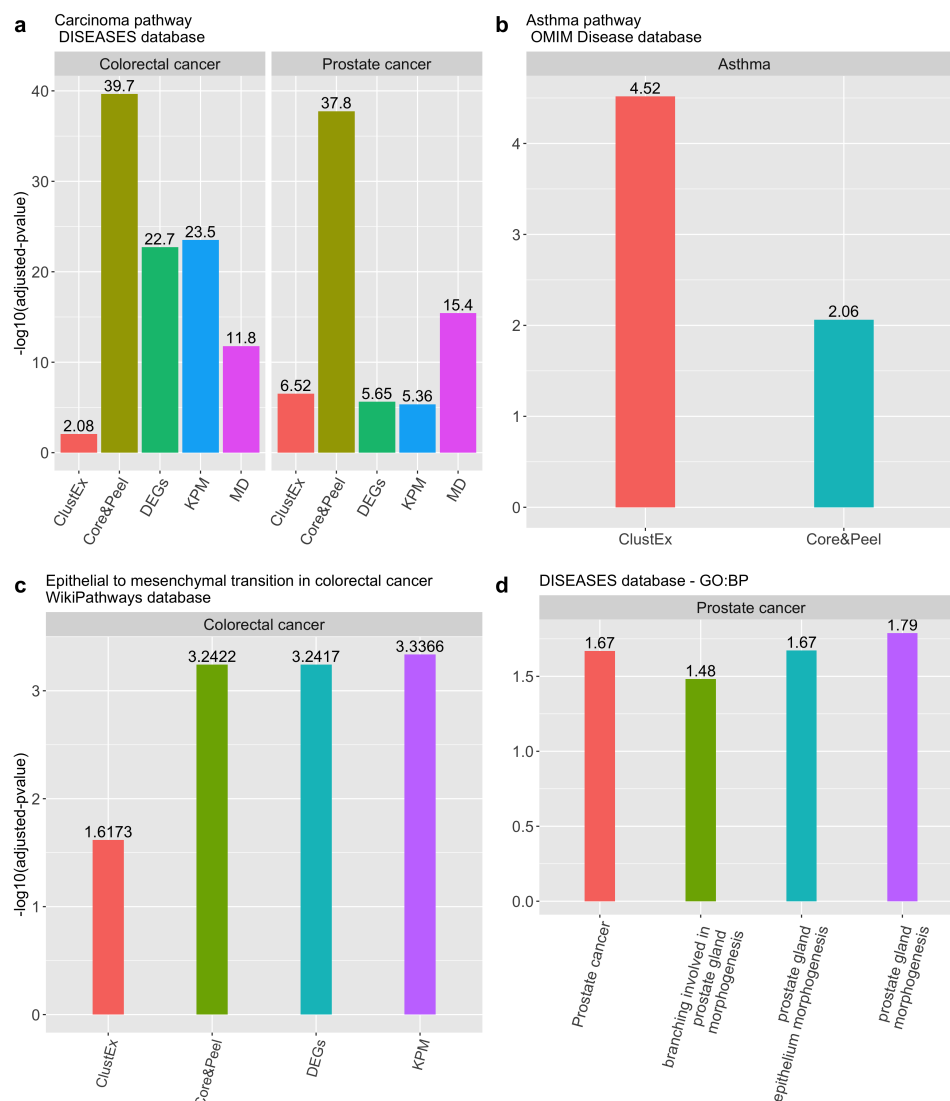 a
Carcinoma pathway
DISEASES database
Colorectal cancer
Prostate cancer
-log10(adjusted-pvalue)
40
30
20
10
0
2.08
39.7
22.7
23.5
11.8
6.52
37.8
5.65
5.36
15.4
ClustEx
Core&Peel
DEGs
KPM
MD
ClustEx
Core&Peel
DEGs
KPM
MD
b
Asthma pathway
OMIM Disease database
Asthma
4
3
2
1
0
4.52
2.06
ClustEx
Core&Peel
c
Epithelial to mesenchymal transition in colorectal cancer
WikiPathways database
Colorectal cancer
-log10(adjusted-pvalue)
3
2
1
0
1.6173
3.2422
3.2417
3.3366
ClustEx
Core&Peel
DEGs
KPM
d
DISEASES database - GO:BP
Prostate cancer
1.5
1.0
0.5
0.0
1.67
1.48
1.67
1.79
Prostate cancer
branching involved in
prostate gland
morphogenesis
prostate gland
epithelium morphogenesis
prostate gland
morphogenesis